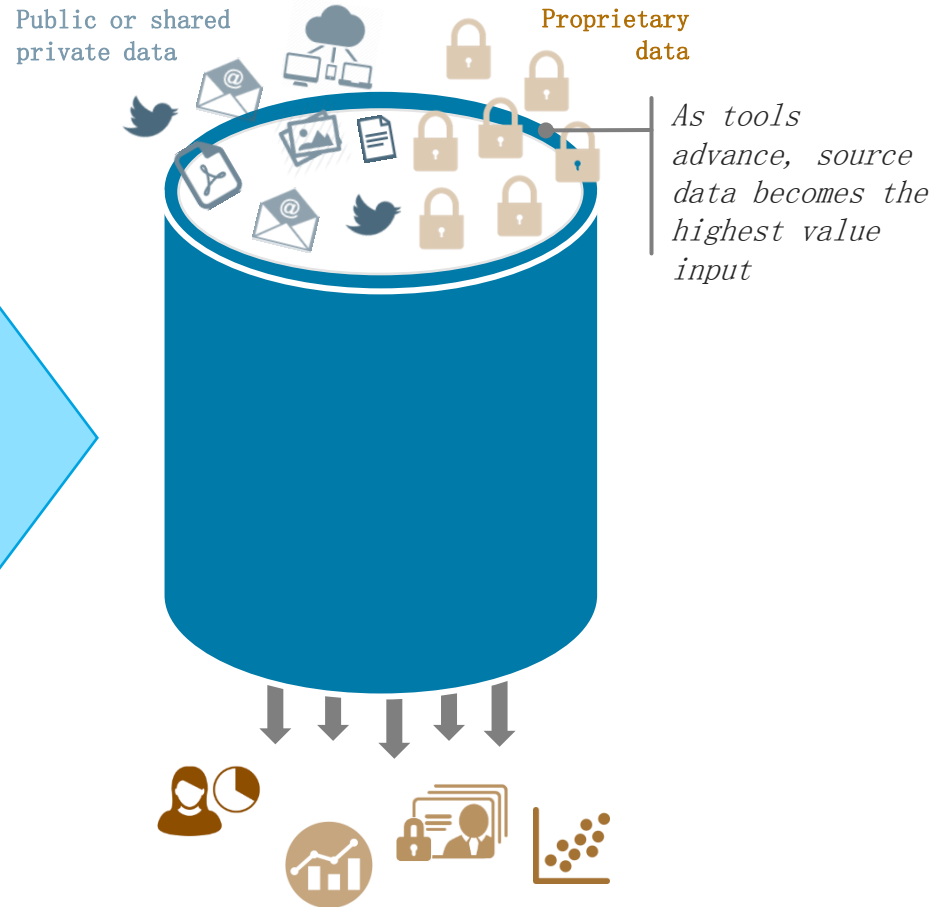 Public or shared
private data
Proprietary
data
As tools
advance, source
data becomes the
highest value
input
@
@